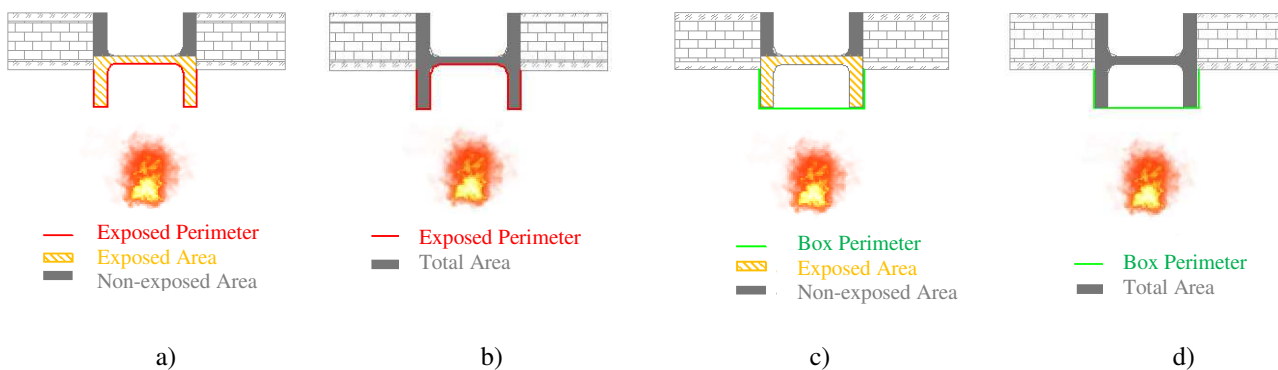 Exposed Perimeter
Exposed Area
Non-exposed Area
a)
Exposed Perimeter
Total Area
b)
Box Perimeter
Exposed Area
Non-exposed Area
c)
Box Perimeter
Total Area
d)